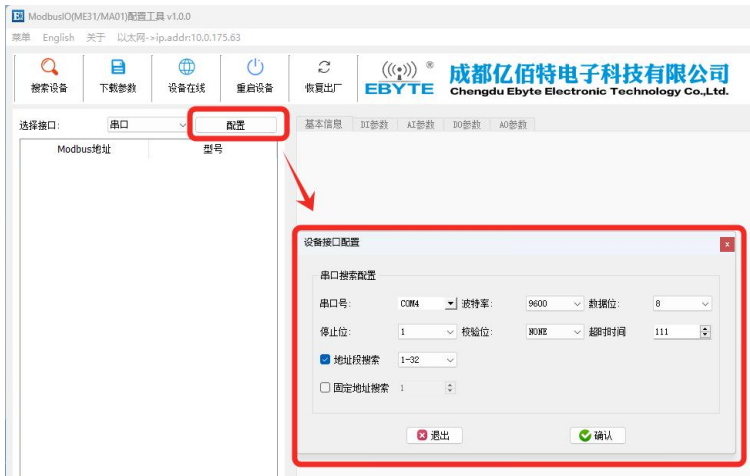 ModbusIO(ME31/MA01)配置工具 v1.0.0
菜单 English 关于 以太网->ip.addr:10.0.175.63
搜索设备 下载参数 设备在线 重启设备 恢复出厂
EBYTE ®
成都亿佰特电子科技有限公司
Chengdu Ebyte Electronic Technology Co.,Ltd.
选择接口: 串口 配置
基本信息 DI参数 AI参数 DO参数 AO参数
Modbus地址 型号
设备接口配置
串口搜索配置
串口号: COM4 波特率: 9600 数据位: 8
停止位: 1 校验位: NONE 超时时间 111
地址段搜索 1-32
固定地址搜索 1
退出 确认